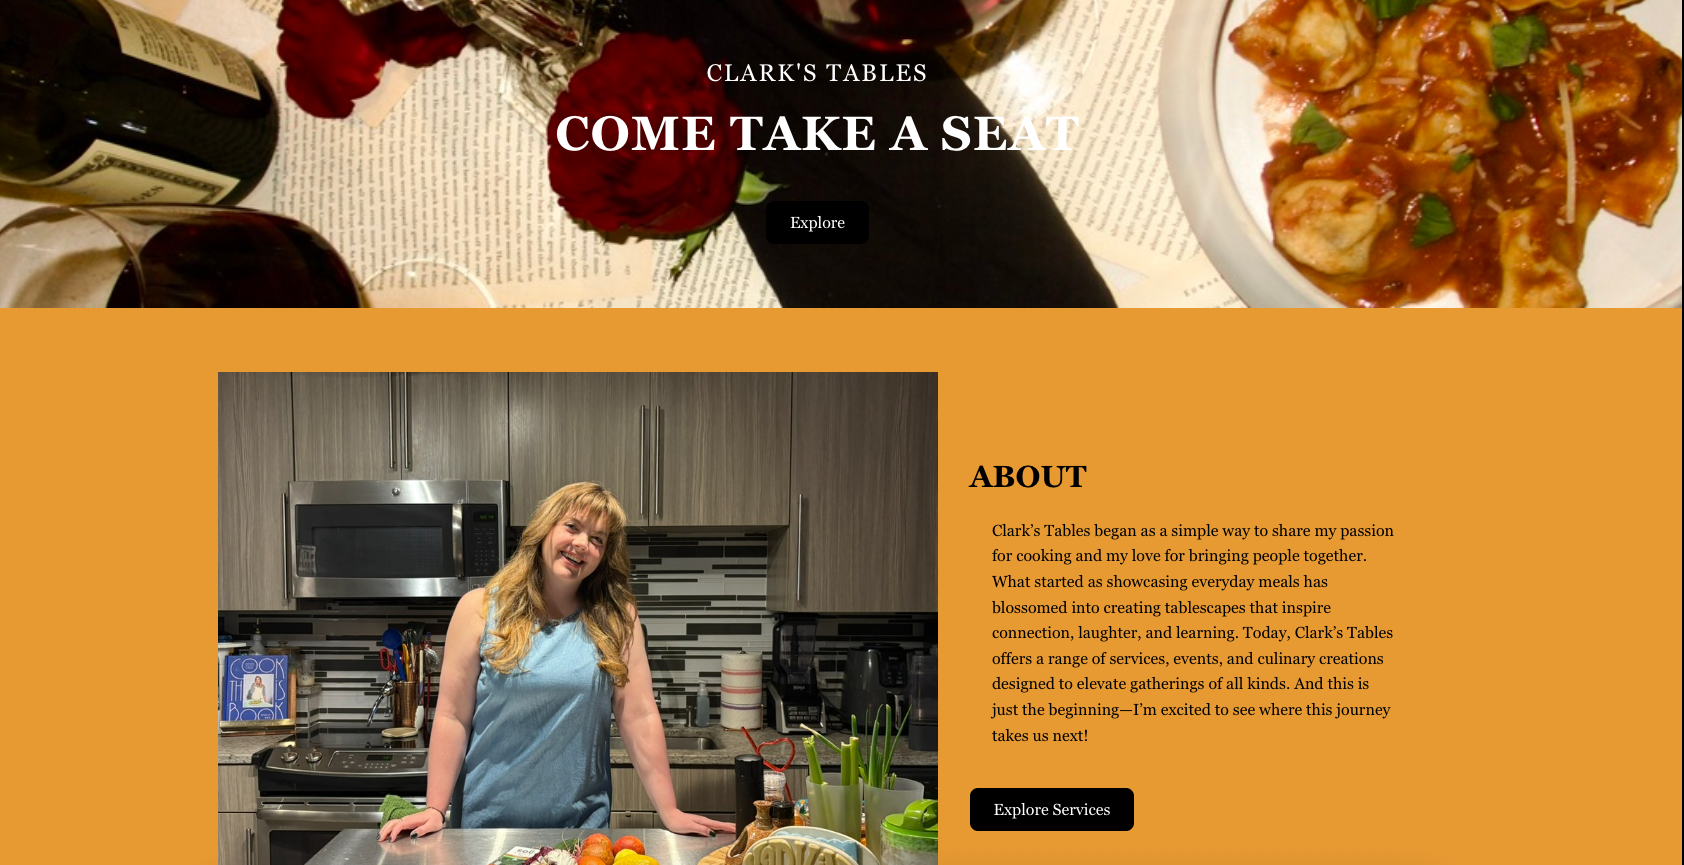 CLARK'S TABLES
COME TAKE A SEAT
Explore
COOK
THIS
BOOK
ABOUT
Clark’s Tables began as a simple way to share my passion
for cooking and my love for bringing people together.
What started as showcasing everyday meals has
blossomed into creating tablescapes that inspire
connection, laughter, and learning. Today, Clark’s Tables
offers a range of services, events, and culinary creations
designed to elevate gatherings of all kinds. And this is
just the beginning—I’m excited to see where this journey
takes us next!
Explore Services